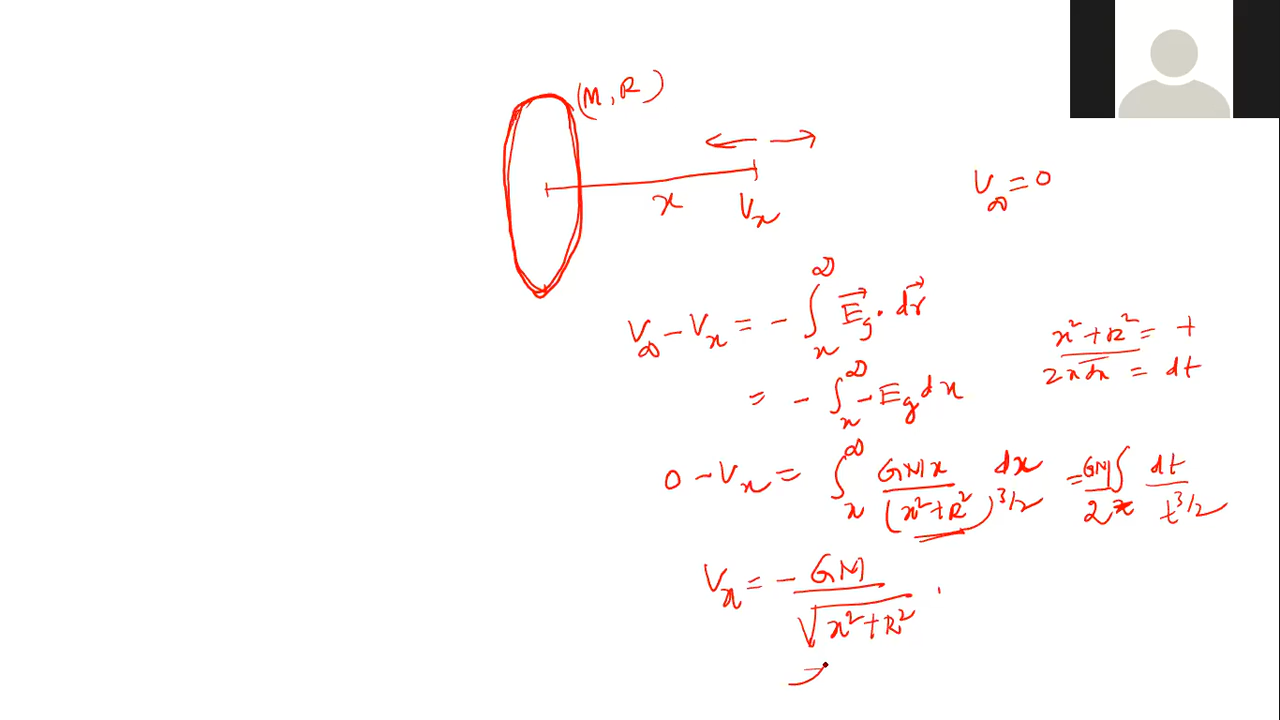 (M, R)
x
Vₓ
V∞ = 0
V∞ − Vₓ = − ∫ₓ^∞ E⃗g · dr⃗
x² + R² = t
2x dx = dt
= − ∫ₓ^∞ − Eg dx
0 − Vₓ = ∫ₓ^∞ GMx/(x² + R²)^3/2 dx = GM/2 ∫ dt/t^3/2
Vₓ = − GM/√(x² + R²)